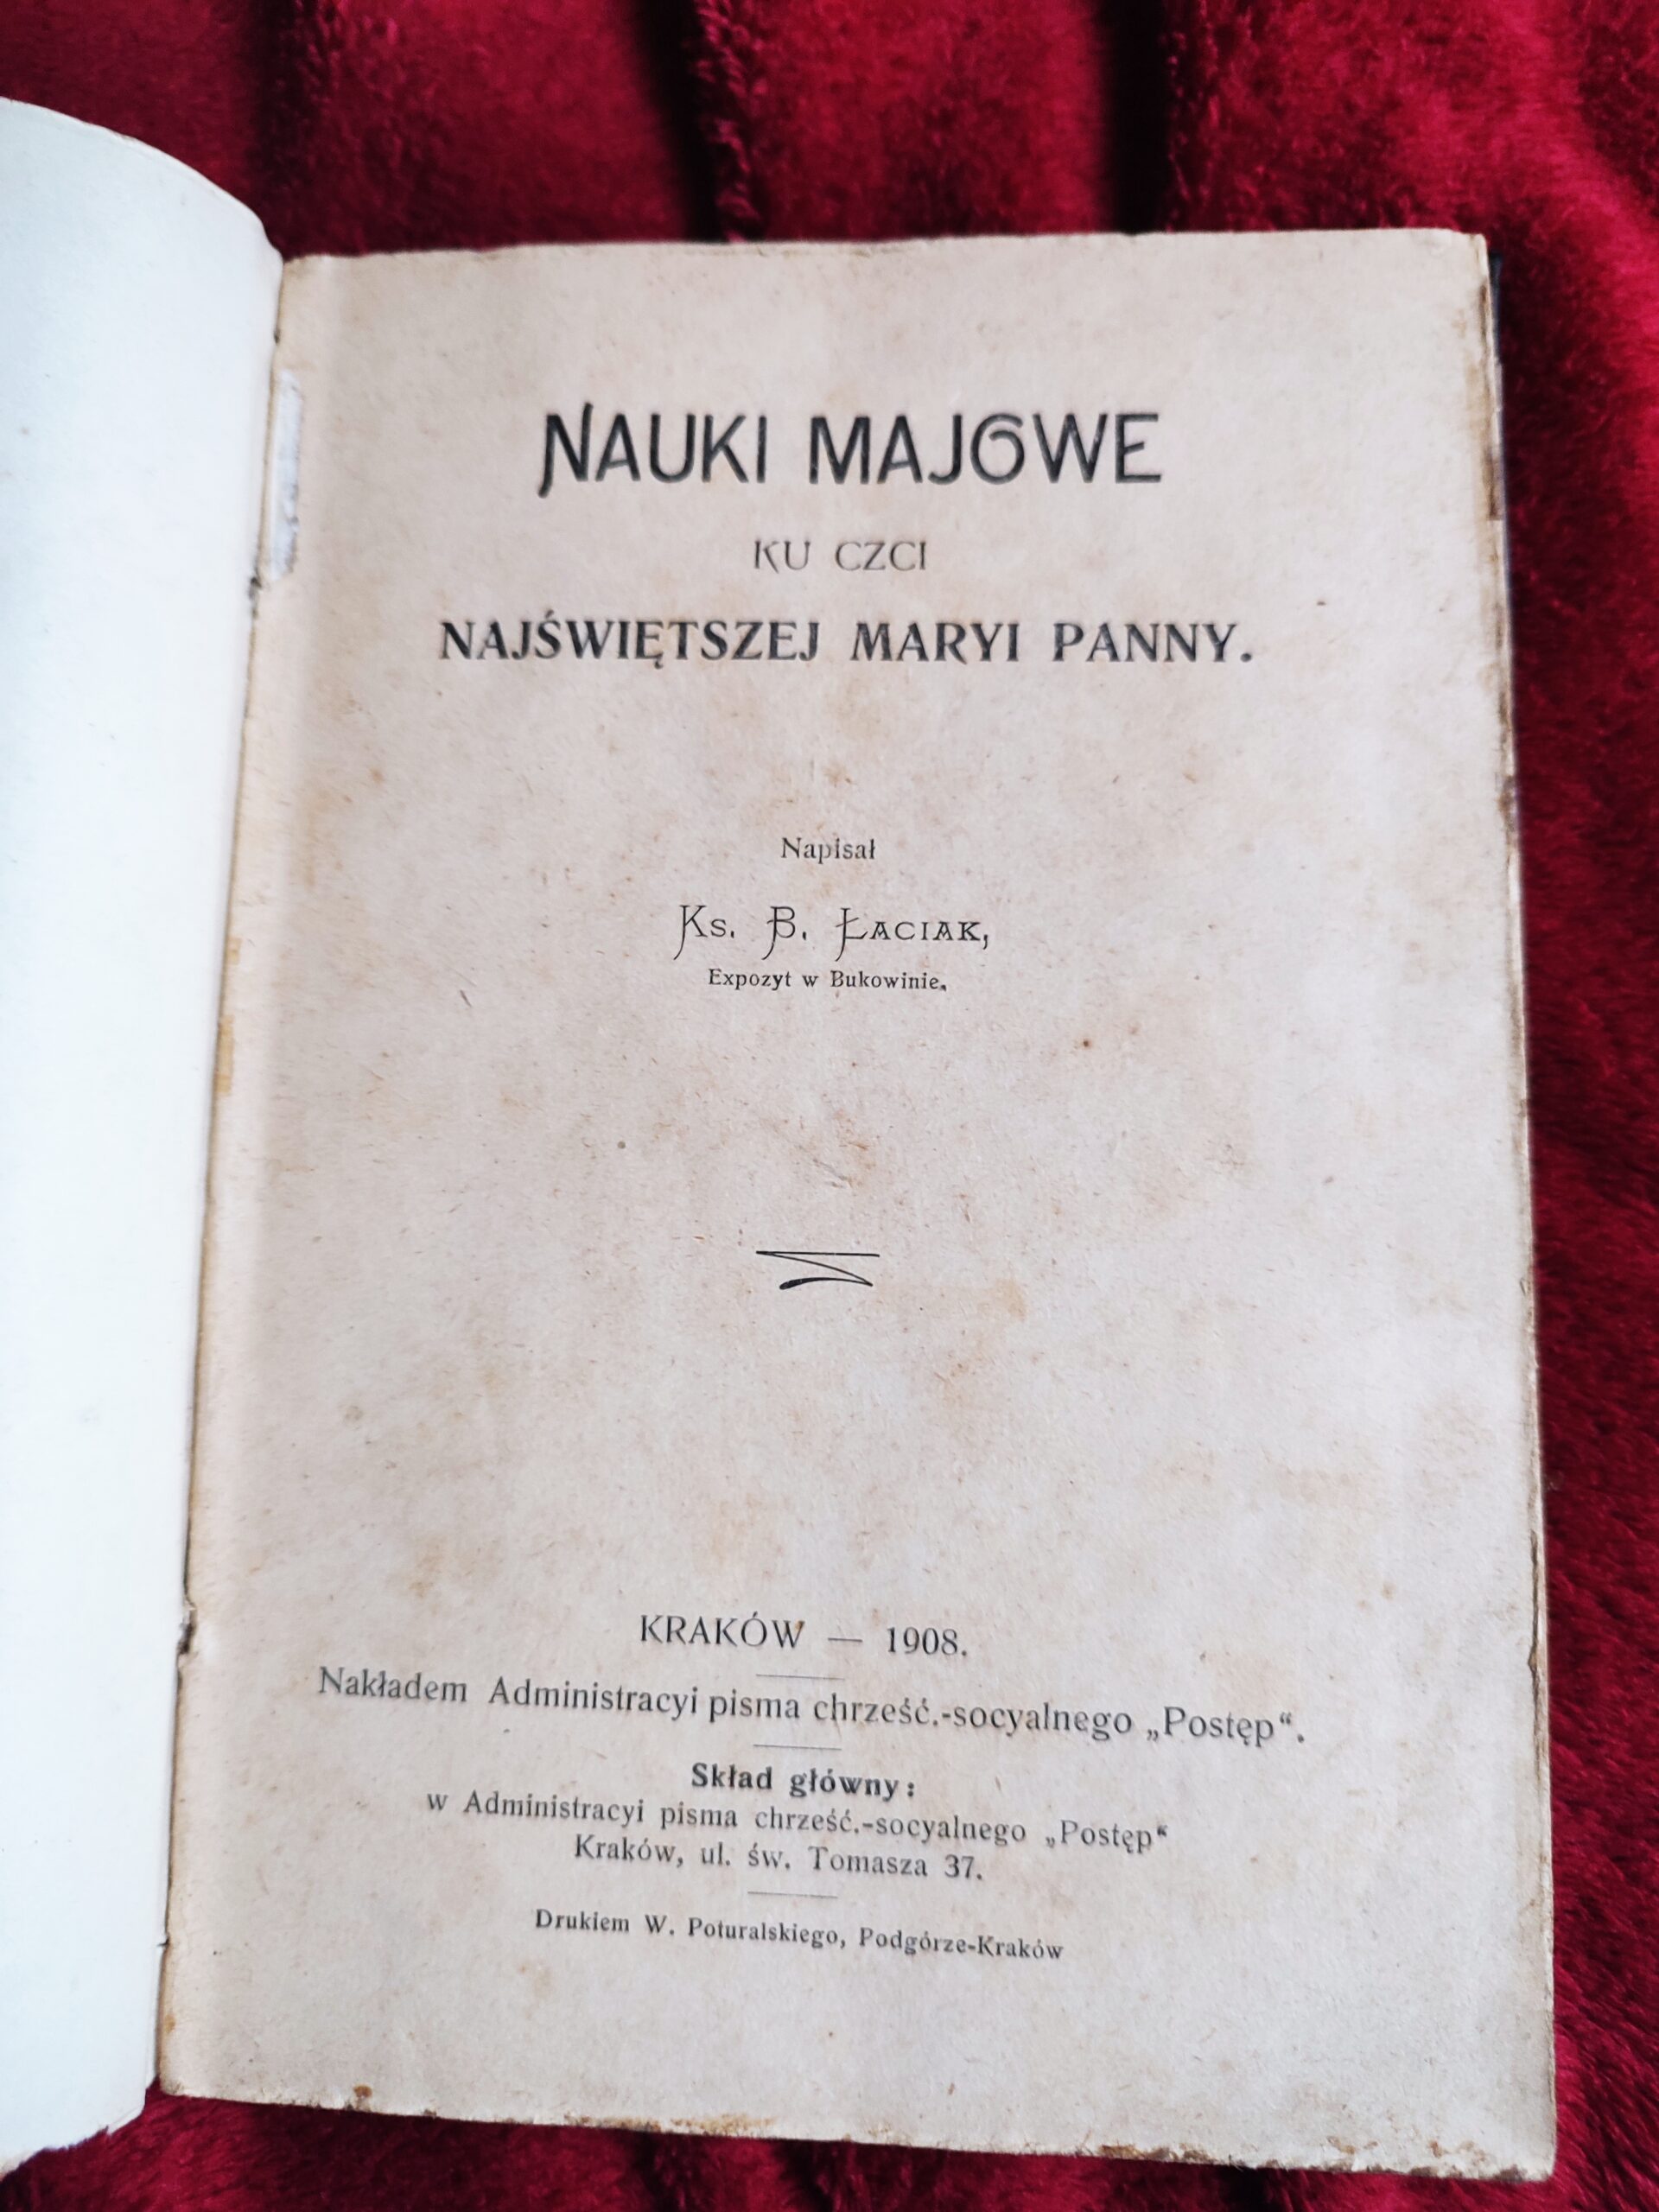 NAUKI MAJOWE
KU CZCI
NAJŚWIĘTSZEJ MARYI PANNY.
Napisał
Ks. B. Łaciak,
Expozyt w Bukowinie.
KRAKÓW — 1908.
Nakładem Administracyi pisma chrześć.-socyalnego „Postęp“.
Skład główny:
w Administracyi pisma chrześć.-socyalnego „Postęp“
Kraków, ul. św. Tomasza 37.
Drukiem W. Poturalskiego, Podgórze-Kraków